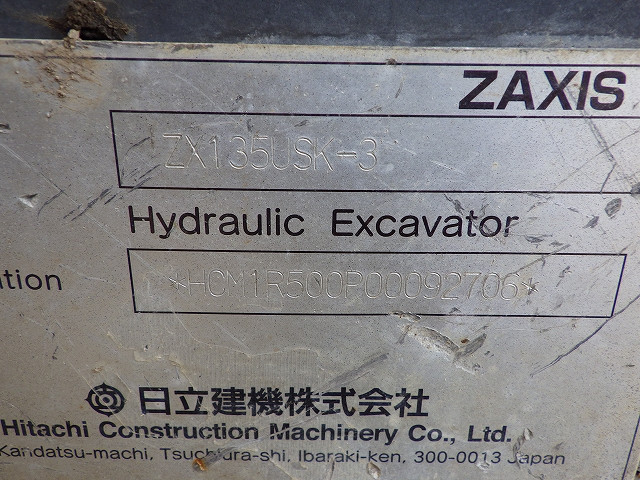 ZAXIS
ZX135USK-3
Hydraulic Excavator
ition *HCM1R500P00092706*
日立建機株式会社
Hitachi Construction Machinery Co., Ltd.
Kandatsu-machi, Tsuchiura-shi, Ibaraki-ken, 300-0013 Japan